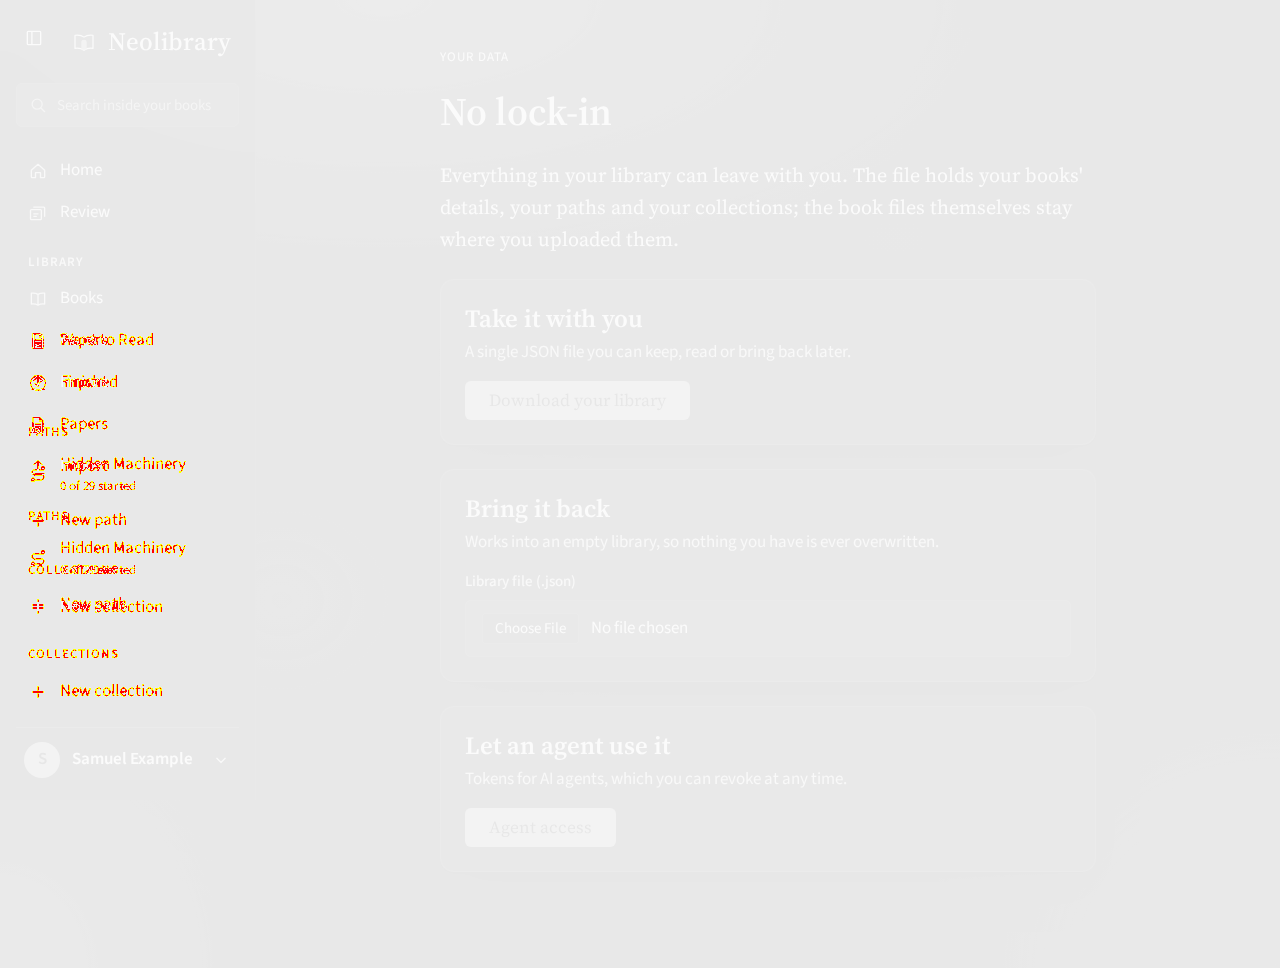 Neolibrary
Search inside your books
Home
Review
LIBRARY
Books
Papers
PATHS
Hidden Machinery
0 of 29 started
New path
New collection
COLLECTIONS
New collection
S
Samuel Example
YOUR DATA
No lock-in
Everything in your library can leave with you. The file holds your books'
details, your paths and your collections; the book files themselves stay
where you uploaded them.
Take it with you
A single JSON file you can keep, read or bring back later.
Download your library
Bring it back
Works into an empty library, so nothing you have is ever overwritten.
Library file (.json)
Choose File No file chosen
Let an agent use it
Tokens for AI agents, which you can revoke at any time.
Agent access